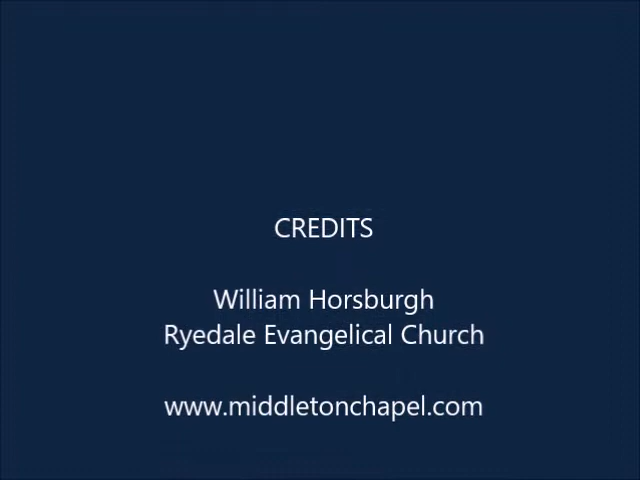 CREDITS
William Horsburgh
Ryedale Evangelical Church
www.middletonchapel.com